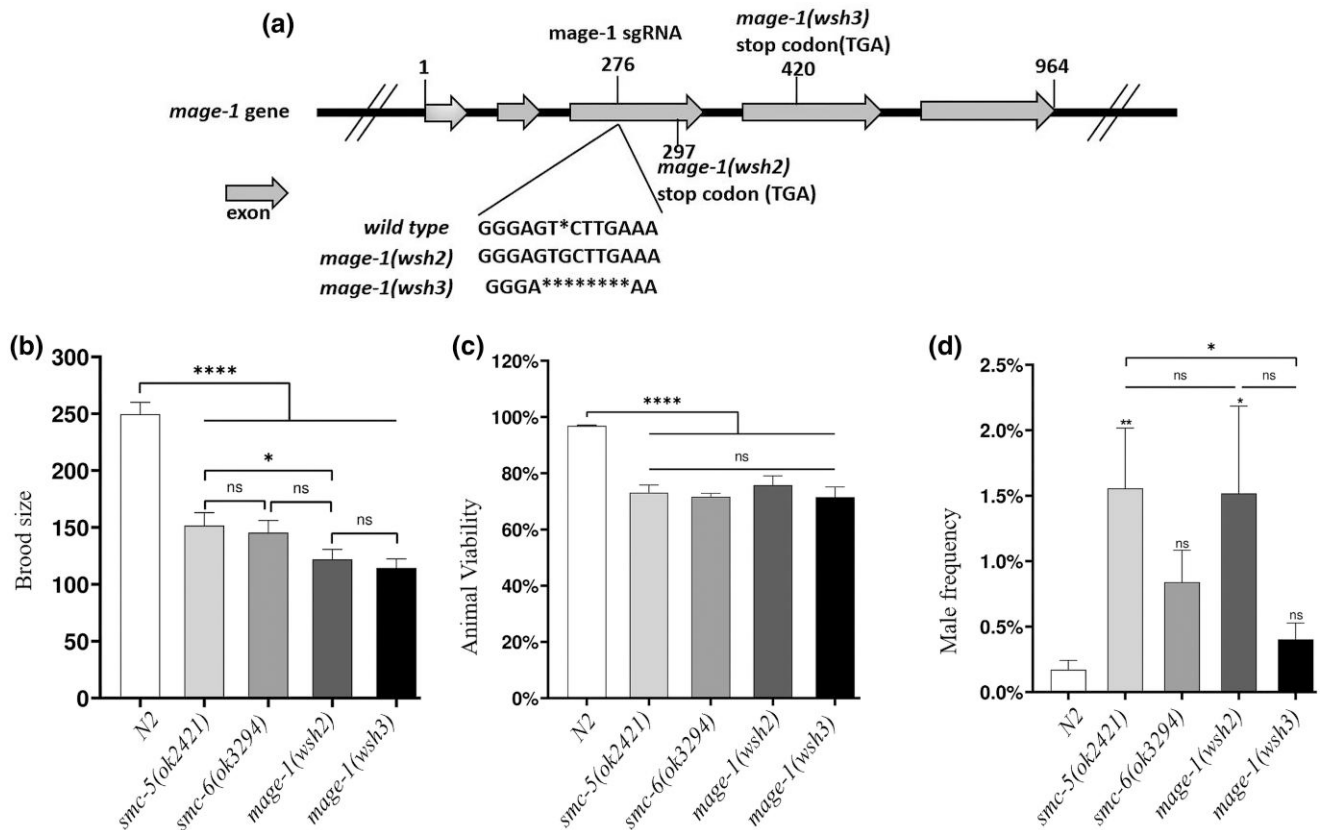 (a)
mage-1 sgRNA
276
mage-1(wsh3)
stop codon(TGA)
420
1
964
mage-1 gene
297
mage-1(wsh2)
stop codon (TGA)
exon
wild type GGGAGT*CTTGAAA
mage-1(wsh2) GGGAGTGCTTGAAA
mage-1(wsh3) GGGA********AA
(b)
Brood size
300
250
200
150
100
50
0
****
*
ns
ns
ns
N2
smc-5(ok2421)
smc-6(ok3294)
mage-1(wsh2)
mage-1(wsh3)
(c)
Animal Viability
120%
100%
80%
60%
40%
20%
0%
****
ns
N2
smc-5(ok2421)
smc-6(ok3294)
mage-1(wsh2)
mage-1(wsh3)
(d)
Male frequency
2.5%
2.0%
1.5%
1.0%
0.5%
0.0%
*
ns
ns
**
ns
*
ns
N2
smc-5(ok2421)
smc-6(ok3294)
mage-1(wsh2)
mage-1(wsh3)